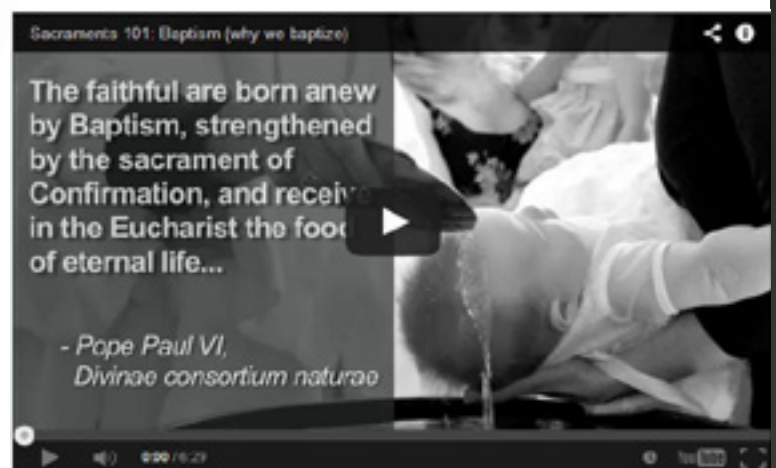 Sacraments 101: Baptism (why we baptize)
The faithful are born anew
by Baptism, strengthened
by the sacrament of
Confirmation, and receive
in the Eucharist the food
of eternal life...
- Pope Paul VI,
Divinae consortium naturae
0:00 / 6:29
YouTube